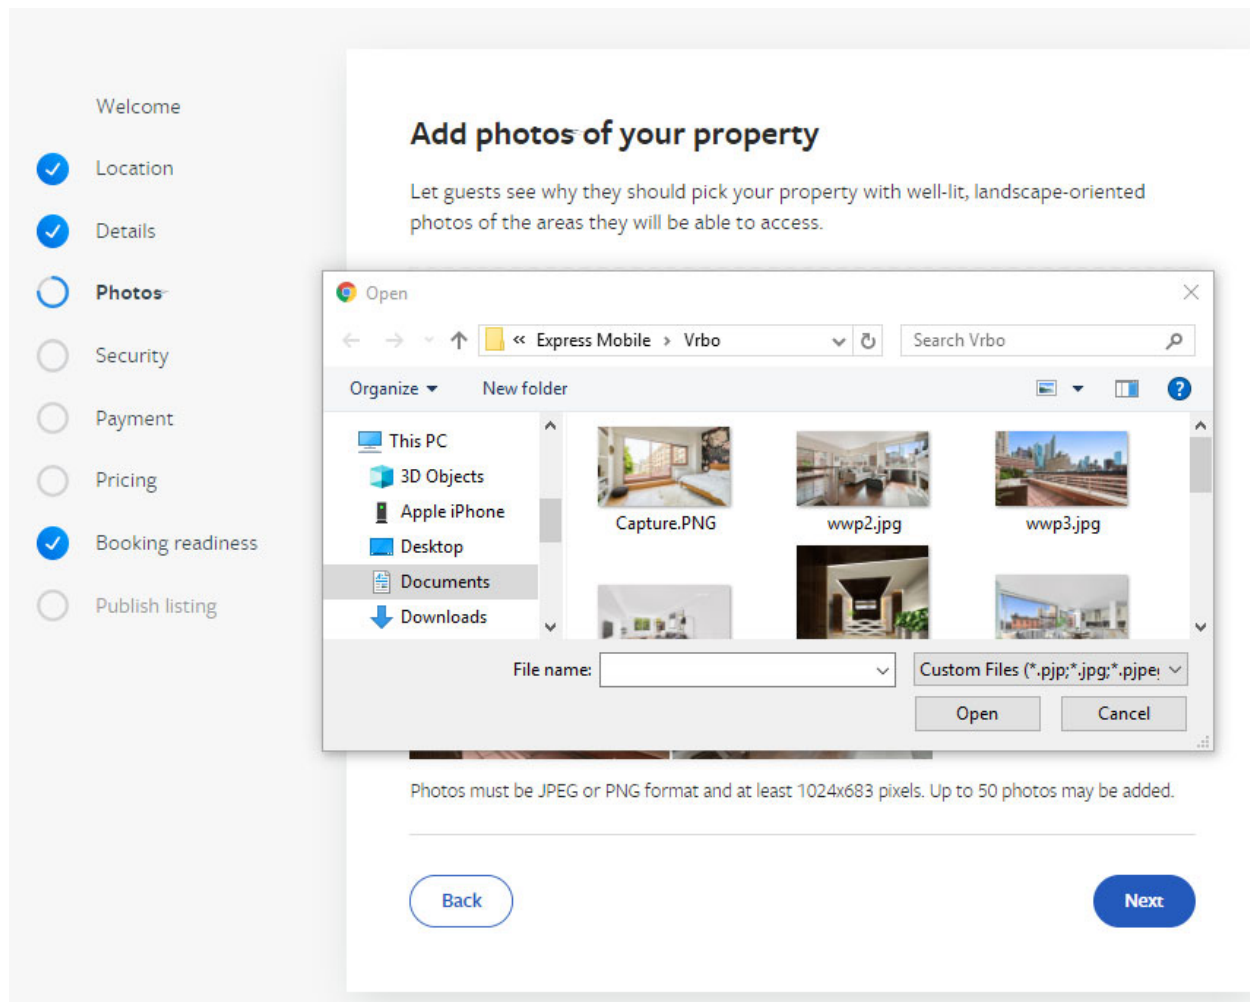 Welcome
Location
Details
Photos
Security
Payment
Pricing
Booking readiness
Publish listing
Add photos of your property
Let guests see why they should pick your property with well-lit, landscape-oriented
photos of the areas they will be able to access.
Open
« Express Mobile > Vrbo
Search Vrbo
Organize
New folder
This PC
3D Objects
Apple iPhone
Desktop
Documents
Downloads
Capture.PNG
wwp2.jpg
wwp3.jpg
File name:
Custom Files (*.pjp;*.jpg;*.pjpe
Open
Cancel
Photos must be JPEG or PNG format and at least 1024x683 pixels. Up to 50 photos may be added.
Back
Next